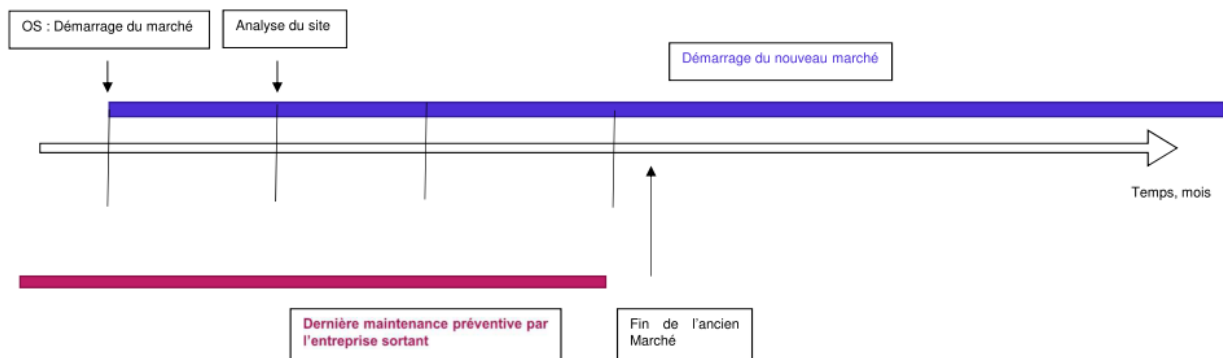 OS : Démarrage du marché
Analyse du site
Démarrage du nouveau marché
Temps, mois
Dernière maintenance préventive par
l'entreprise sortant
Fin de l'ancien
Marché